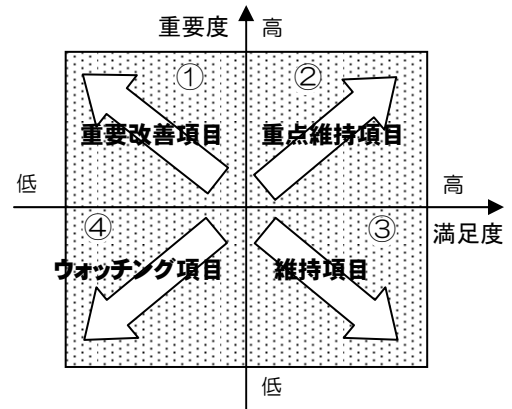 重要度 高
① ②
重要改善項目 重点維持項目
低 高
④ ③ 満足度
ウォッチング項目 維持項目
低